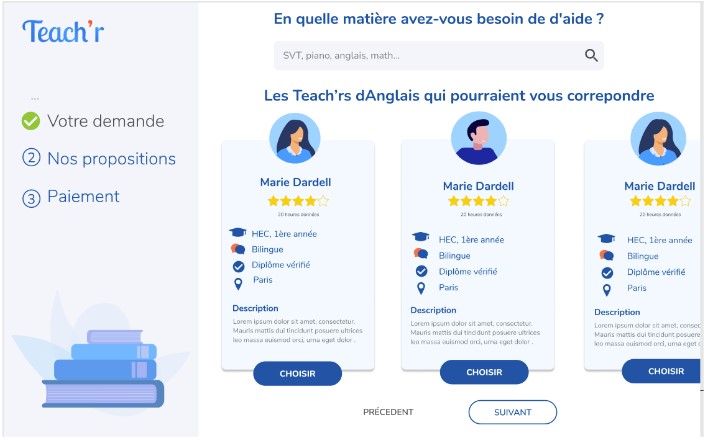 Teach'r
...
Votre demande
2 Nos propositions
3 Paiement
En quelle matière avez-vous besoin de d'aide ?
SVT, piano, anglais, math...
Les Teach'rs dAnglais qui pourraient vous correpondre
Marie Dardell
20 heures données
HEC, 1ère année
Bilingue
Diplôme vérifié
Paris
Description
Lorem ipsum dolor sit amet, consectetur.
Mauris mattis dui tincidunt posuere ultrices
leo massa euismod orci, urna eget dolor .
CHOISIR
Marie Dardell
22 heures données
HEC, 1ère année
Bilingue
Diplôme vérifié
Paris
Description
Lorem ipsum dolor sit amet, consectetur.
Mauris mattis dui tincidunt posuere ultrices
leo massa euismod orci, urna eget dolor .
CHOISIR
Marie Dardell
22 heures données
HEC, 1ère année
Bilingue
Diplôme vérifié
Paris
Description
Lorem ipsum dolor sit amet, consec
Mauris mattis dui tincidunt posuere
leo massa euismod orci, urna eget
CHOISIR
PRÉCEDENT
SUIVANT